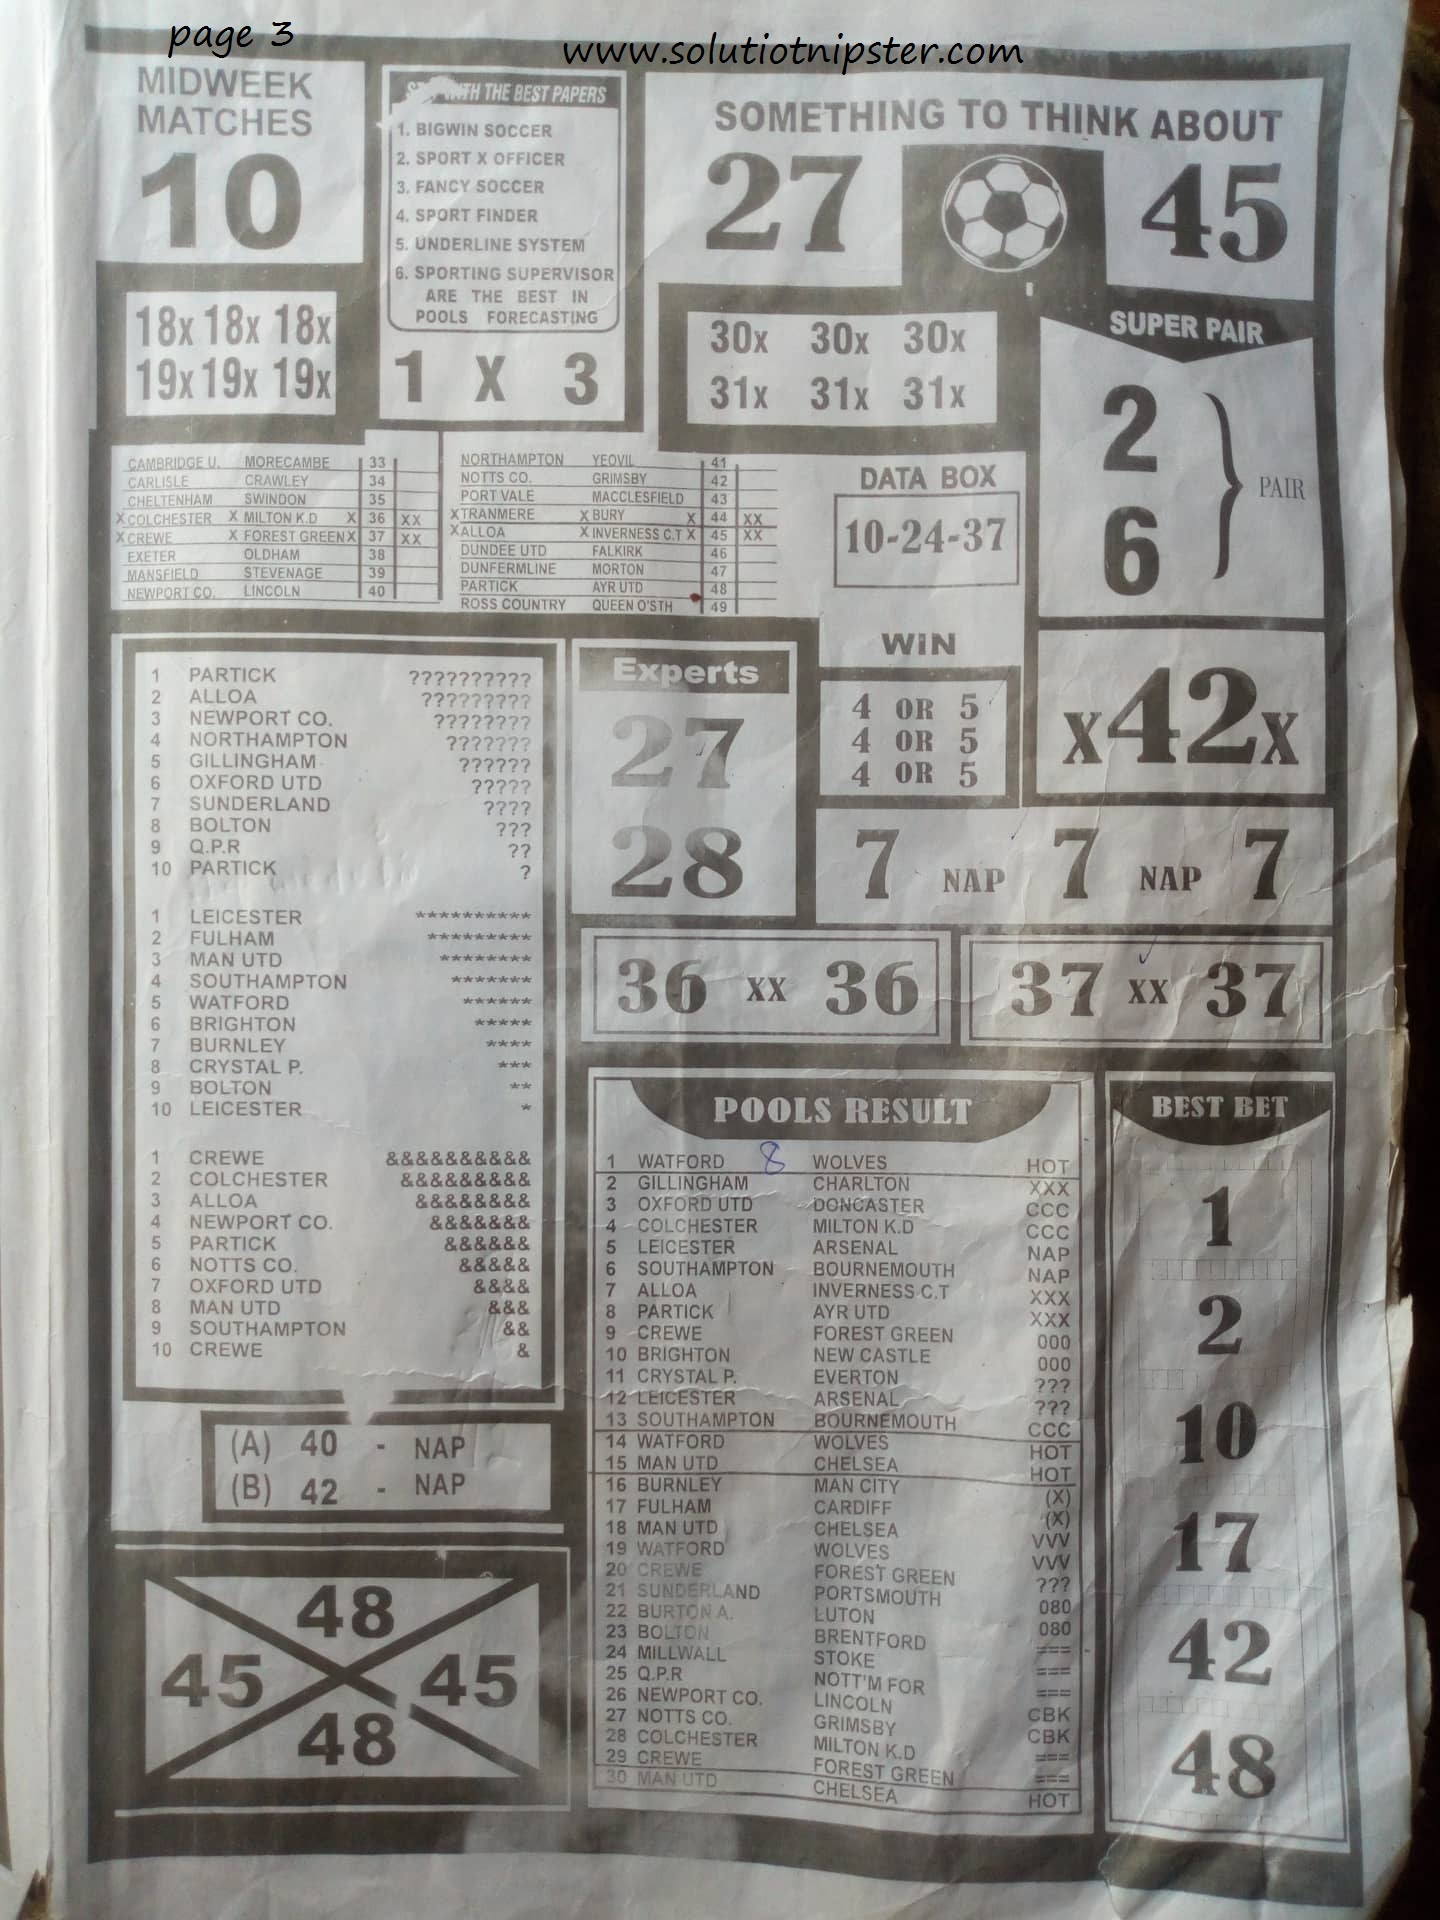 page 3
www.solutiotnipster.com
MIDWEEK
MATCHES
10
WITH THE BEST PAPERS
1. BIGWIN SOCCER
2. SPORT X OFFICER
3. FANCY SOCCER
4. SPORT FINDER
5. UNDERLINE SYSTEM
6. SPORTING SUPERVISOR
ARE THE BEST IN
POOLS FORECASTING
1 X 3
SOMETHING TO THINK ABOUT
27 45
18x 18x 18x
19x 19x 19x
30x 30x 30x
31x 31x 31x
SUPER PAIR
2
6
PAIR
CAMBRIDGE U. MORECAMBE 33
CARLISLE CRAWLEY 34
CHELTENHAM SWINDON 35
X COLCHESTER X MILTON K.D X 36 XX
X CREWE X FOREST GREEN X 37 XX
EXETER OLDHAM 38
MANSFIELD STEVENAGE 39
NEWPORT CO. LINCOLN 40
NORTHAMPTON YEOVIL 41
NOTTS CO. GRIMSBY 42
PORT VALE MACCLESFIELD 43
X TRANMERE X BURY X 44 XX
X ALLOA X INVERNESS C.T X 45 XX
DUNDEE UTD FALKIRK 46
DUNFERMLINE MORTON 47
PARTICK AYR UTD 48
ROSS COUNTRY QUEEN O'STH 49
DATA BOX
10-24-37
WIN
4 OR 5
4 OR 5
4 OR 5
X42X
1 PARTICK ??????????
2 ALLOA ?????????
3 NEWPORT CO. ????????
4 NORTHAMPTON ???????
5 GILLINGHAM ??????
6 OXFORD UTD ?????
7 SUNDERLAND ????
8 BOLTON ???
9 Q.P.R ??
10 PARTICK ?
1 LEICESTER **********
2 FULHAM *********
3 MAN UTD ********
4 SOUTHAMPTON *******
5 WATFORD ******
6 BRIGHTON *****
7 BURNLEY ****
8 CRYSTAL P. ***
9 BOLTON **
10 LEICESTER *
1 CREWE &&&&&&&&&&
2 COLCHESTER &&&&&&&&&
3 ALLOA &&&&&&&&
4 NEWPORT CO. &&&&&&&
5 PARTICK &&&&&&
6 NOTTS CO. &&&&&
7 OXFORD UTD &&&&
8 MAN UTD &&&
9 SOUTHAMPTON &&
10 CREWE &
Experts
27
28
7 NAP 7 NAP 7
36 XX 36
37 XX 37
(A) 40 - NAP
(B) 42 - NAP
48
45 45
48
POOLS RESULT
8
1 WATFORD WOLVES HOT
2 GILLINGHAM CHARLTON XXX
3 OXFORD UTD DONCASTER CCC
4 COLCHESTER MILTON K.D CCC
5 LEICESTER ARSENAL NAP
6 SOUTHAMPTON BOURNEMOUTH NAP
7 ALLOA INVERNESS C.T XXX
8 PARTICK AYR UTD XXX
9 CREWE FOREST GREEN 000
10 BRIGHTON NEW CASTLE 000
11 CRYSTAL P. EVERTON ???
12 LEICESTER ARSENAL ???
13 SOUTHAMPTON BOURNEMOUTH CCC
14 WATFORD WOLVES HOT
15 MAN UTD CHELSEA HOT
16 BURNLEY MAN CITY (X)
17 FULHAM CARDIFF (X)
18 MAN UTD CHELSEA VVV
19 WATFORD WOLVES VVV
20 CREWE FOREST GREEN ???
21 SUNDERLAND PORTSMOUTH 080
22 BURTON A. LUTON 080
23 BOLTON BRENTFORD ===
24 MILLWALL STOKE ===
25 Q.P.R NOTT'M FOR ===
26 NEWPORT CO. LINCOLN CBK
27 NOTTS CO. GRIMSBY CBK
28 COLCHESTER MILTON K.D ===
29 CREWE FOREST GREEN ===
30 MAN UTD CHELSEA HOT
BEST BET
1
2
10
17
42
48